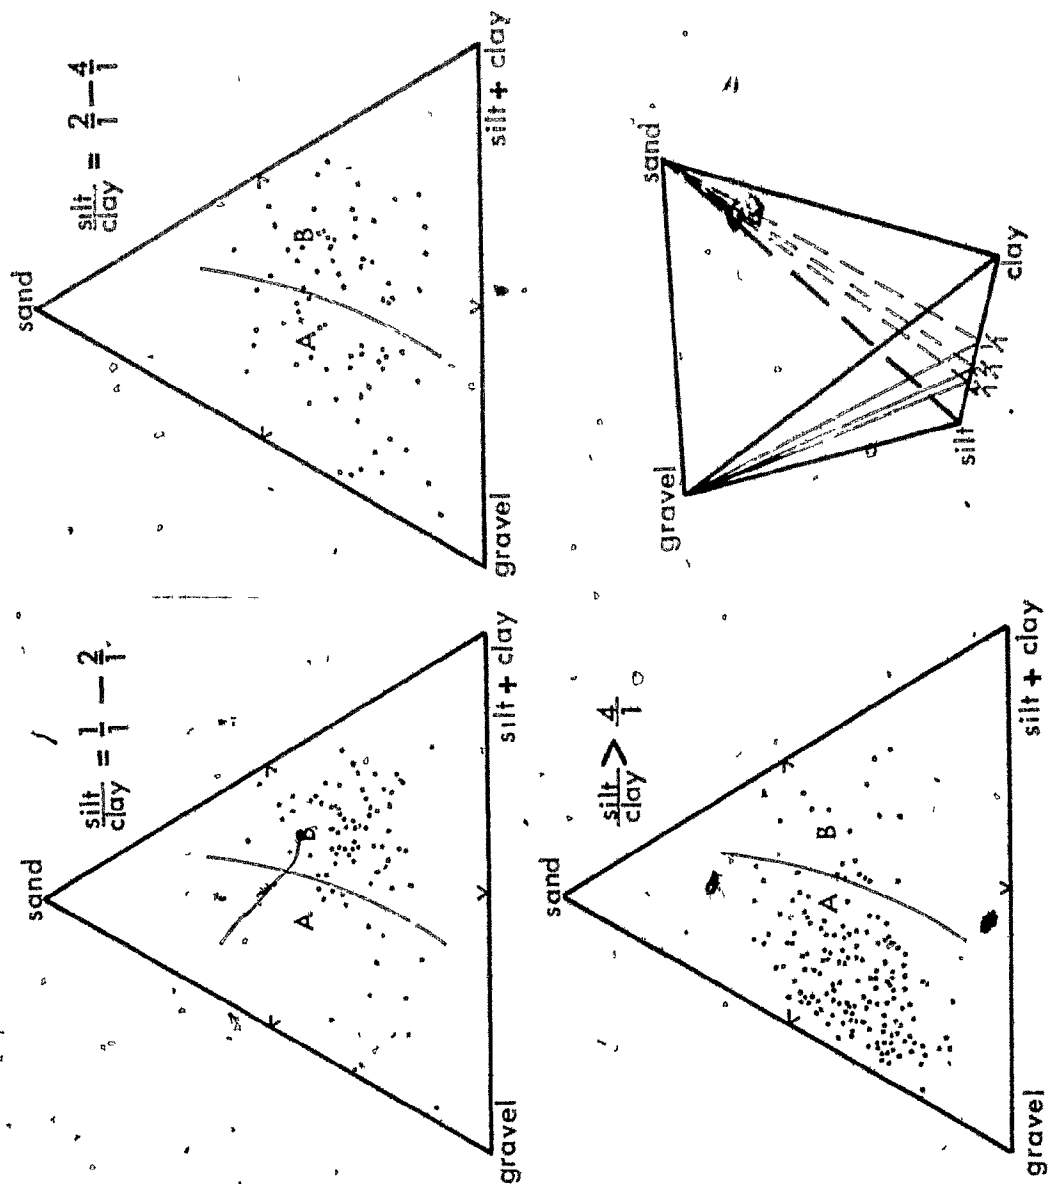 silt/clay = 1/1 — 2/1
sand
A
B
gravel
silt + clay
silt/clay = 2/1 — 4/1
sand
A
B
gravel
silt + clay
silt/clay > 4/1
sand
A
B
gravel
silt + clay
sand
gravel
silt
clay